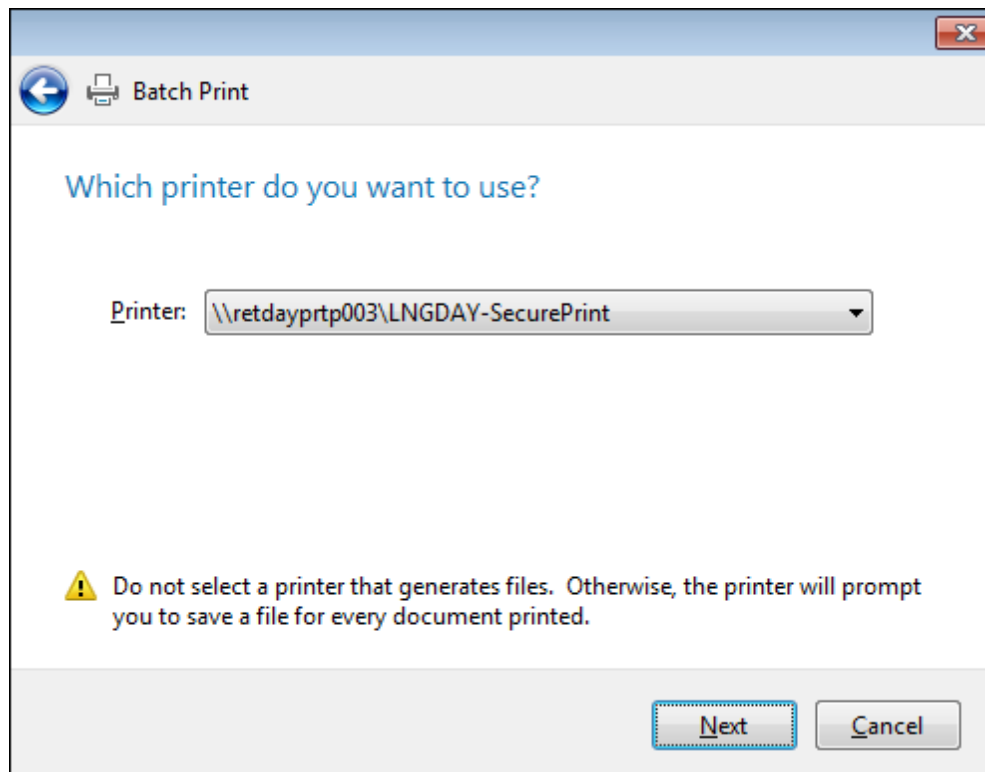 Batch Print
Which printer do you want to use?
Printer: \\retdayprtp003\LNGDAY-SecurePrint
Do not select a printer that generates files.  Otherwise, the printer will prompt
you to save a file for every document printed.
Next Cancel